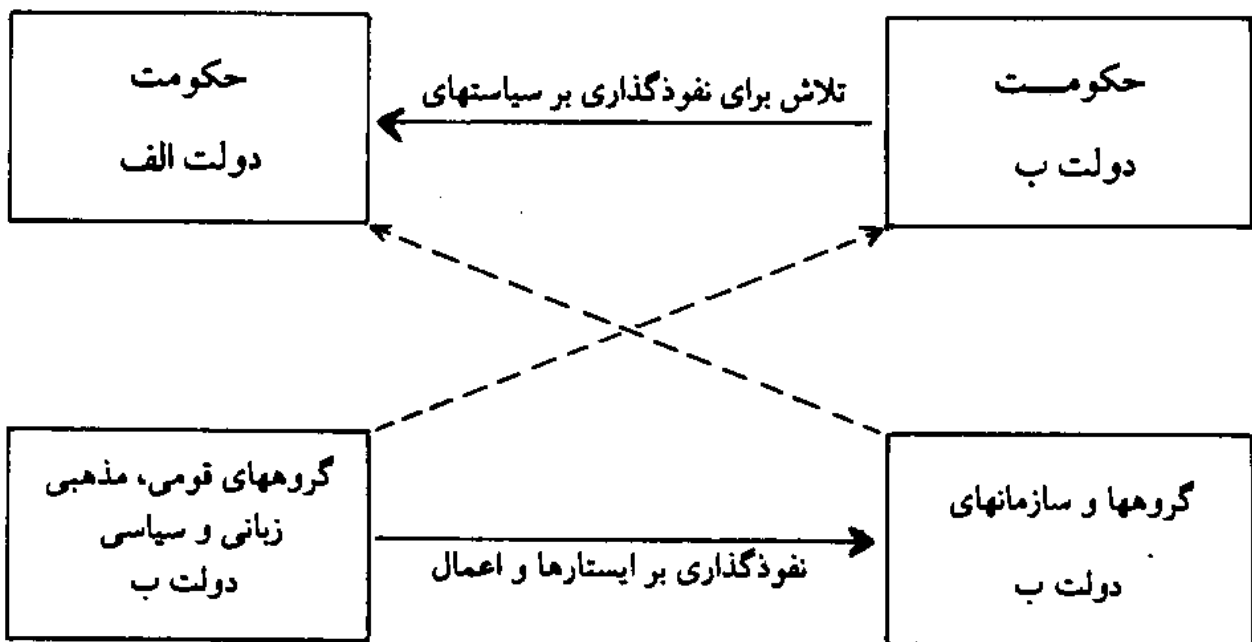 حکومت
دولت ب
تلاش برای نفوذگذاری بر سیاستهای
حکومت
دولت الف
گروهها و سازمانهای
دولت ب
نفوذگذاری بر ایستارها و اعمال
گروههای قومی، مذهبی
زبانی و سیاسی
دولت ب